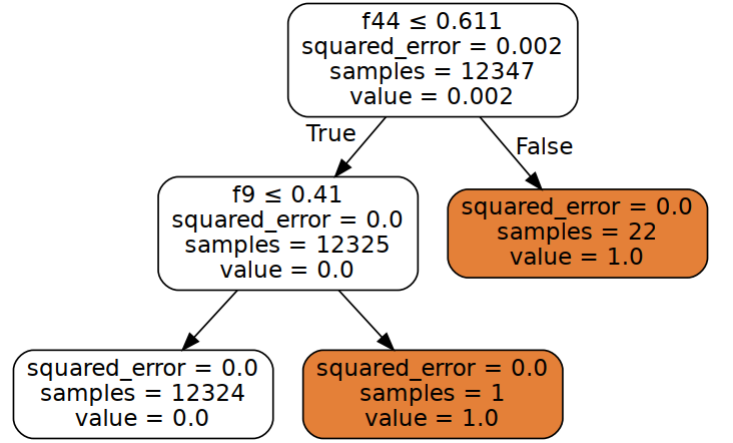 f44 ≤ 0.611
squared_error = 0.002
samples = 12347
value = 0.002
True
False
f9 ≤ 0.41
squared_error = 0.0
samples = 12325
value = 0.0
squared_error = 0.0
samples = 22
value = 1.0
squared_error = 0.0
samples = 12324
value = 0.0
squared_error = 0.0
samples = 1
value = 1.0